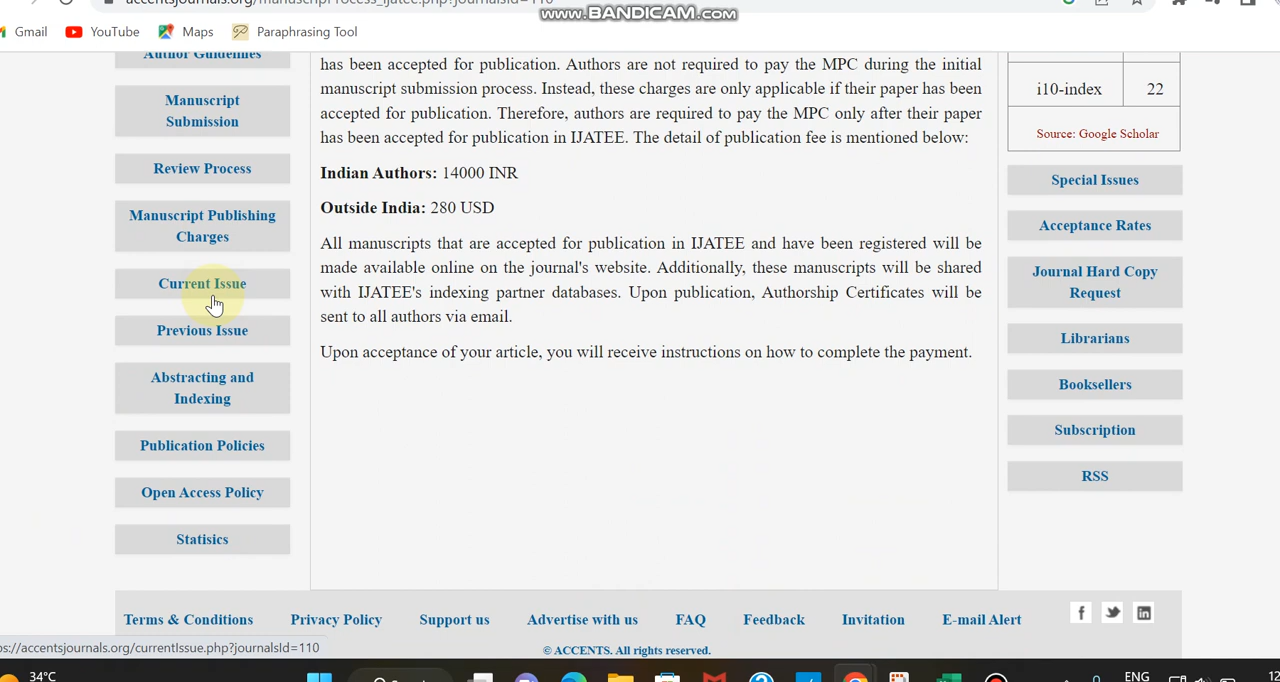 accentsjournals.org/manuscripProcess_ijatee.php?journalsId=110
www.BANDICAM.com
Gmail
YouTube
Maps
Paraphrasing Tool
Author Guidelines
Manuscript
Submission
Review Process
Manuscript Publishing
Charges
Current Issue
Previous Issue
Abstracting and
Indexing
Publication Policies
Open Access Policy
Statisics
has been accepted for publication. Authors are not required to pay the MPC during the initial
manuscript submission process. Instead, these charges are only applicable if their paper has been
accepted for publication. Therefore, authors are required to pay the MPC only after their paper
has been accepted for publication in IJATEE. The detail of publication fee is mentioned below:
Indian Authors: 14000 INR
Outside India: 280 USD
All manuscripts that are accepted for publication in IJATEE and have been registered will be
made available online on the journal's website. Additionally, these manuscripts will be shared
with IJATEE's indexing partner databases. Upon publication, Authorship Certificates will be
sent to all authors via email.
Upon acceptance of your article, you will receive instructions on how to complete the payment.
i10-index 22
Source: Google Scholar
Special Issues
Acceptance Rates
Journal Hard Copy
Request
Librarians
Booksellers
Subscription
RSS
Terms & Conditions Privacy Policy Support us Advertise with us FAQ Feedback Invitation E-mail Alert
© ACCENTS. All rights reserved.
ps://accentsjournals.org/currentIssue.php?journalsId=110
34°C
ENG